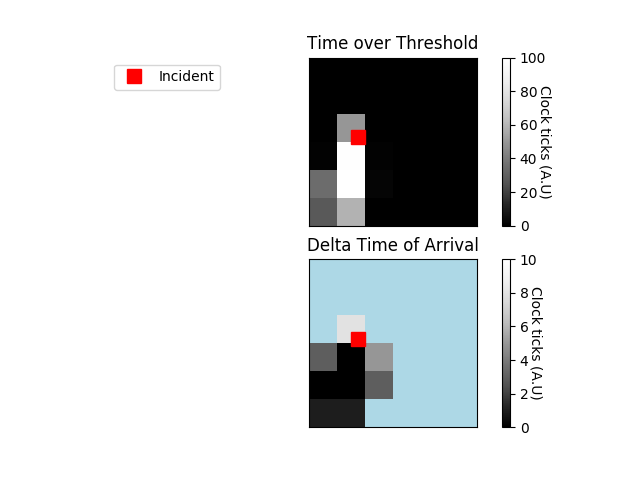 Incident
Time over Threshold
100
80
60
40
20
0
Clock ticks (A.U)
Delta Time of Arrival
10
8
6
4
2
0
Clock ticks (A.U)